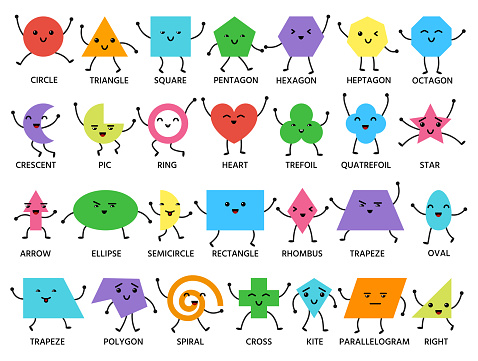 CIRCLE TRIANGLE SQUARE PENTAGON HEXAGON HEPTAGON OCTAGON
CRESCENT PIC RING HEART TREFOIL QUATREFOIL STAR
ARROW ELLIPSE SEMICIRCLE RECTANGLE RHOMBUS TRAPEZE OVAL
TRAPEZE POLYGON SPIRAL CROSS KITE PARALLELOGRAM RIGHT